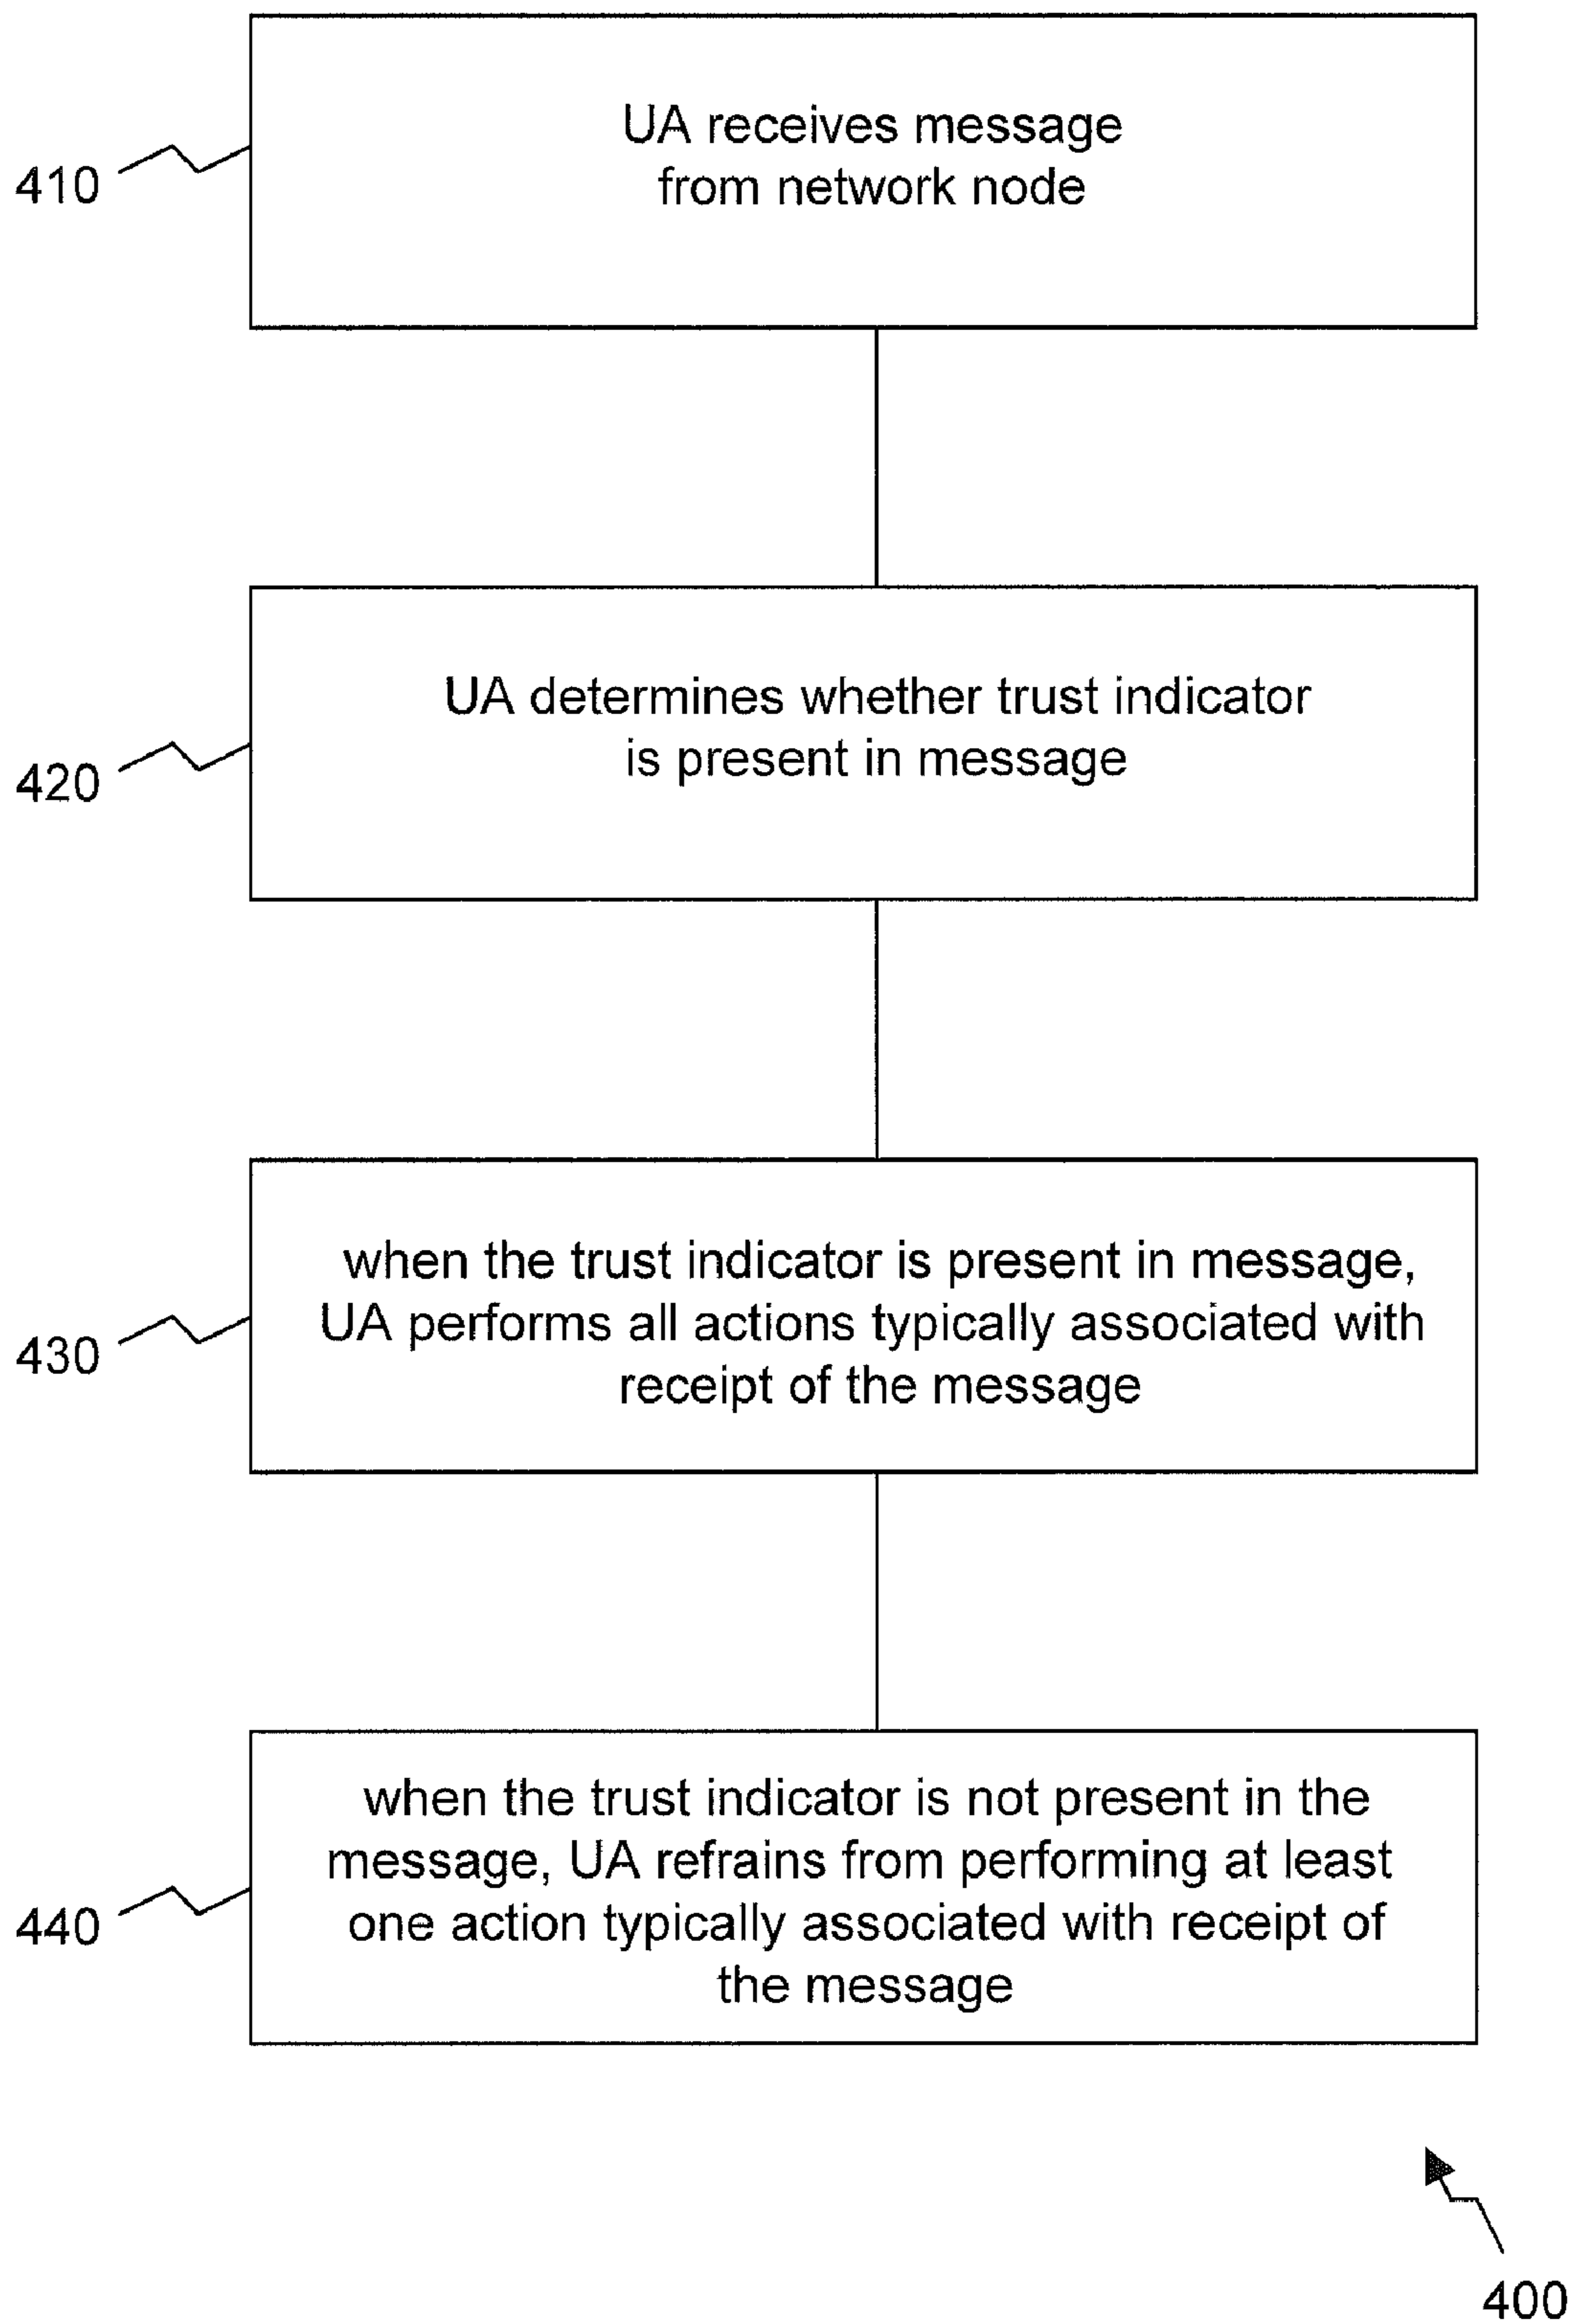 UA receives message
from network node
410
UA determines whether trust indicator
is present in message
420
when the trust indicator is present in message,
UA performs all actions typically associated with
receipt of the message
430
when the trust indicator is not present in the
message, UA refrains from performing at least
one action typically associated with receipt of
the message
440
400